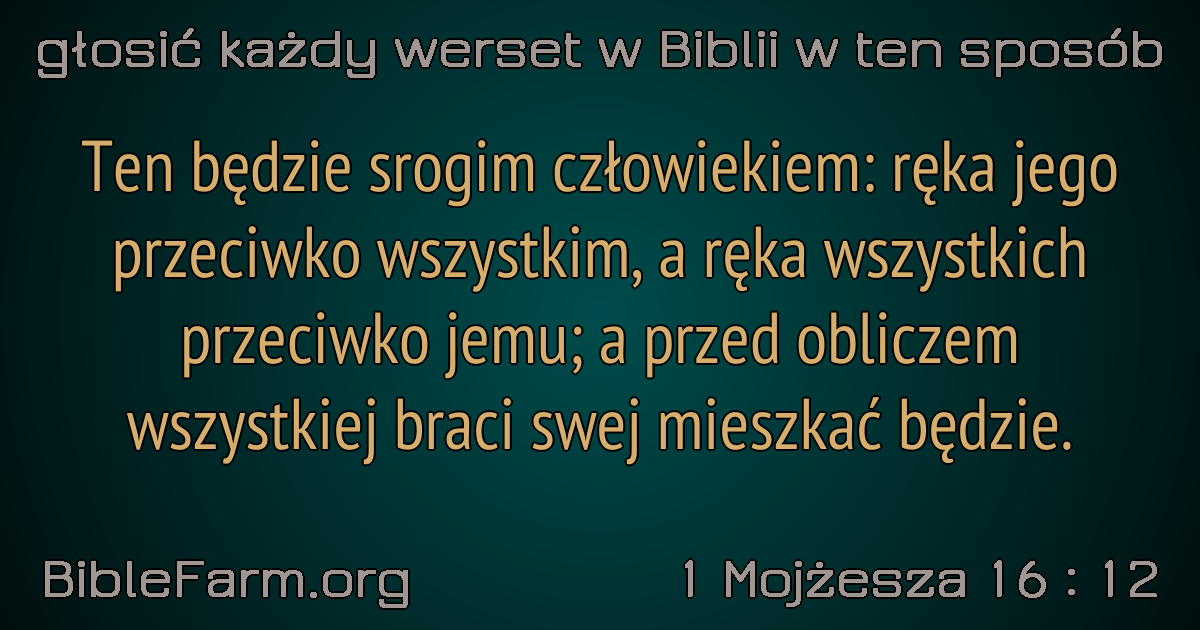 głosić każdy werset w Biblii w ten sposób
Ten będzie srogim człowiekiem: ręka jego
przeciwko wszystkim, a ręka wszystkich
przeciwko jemu; a przed obliczem
wszystkiej braci swej mieszkać będzie.
BibleFarm.org
1 Mojżesza 16 : 12